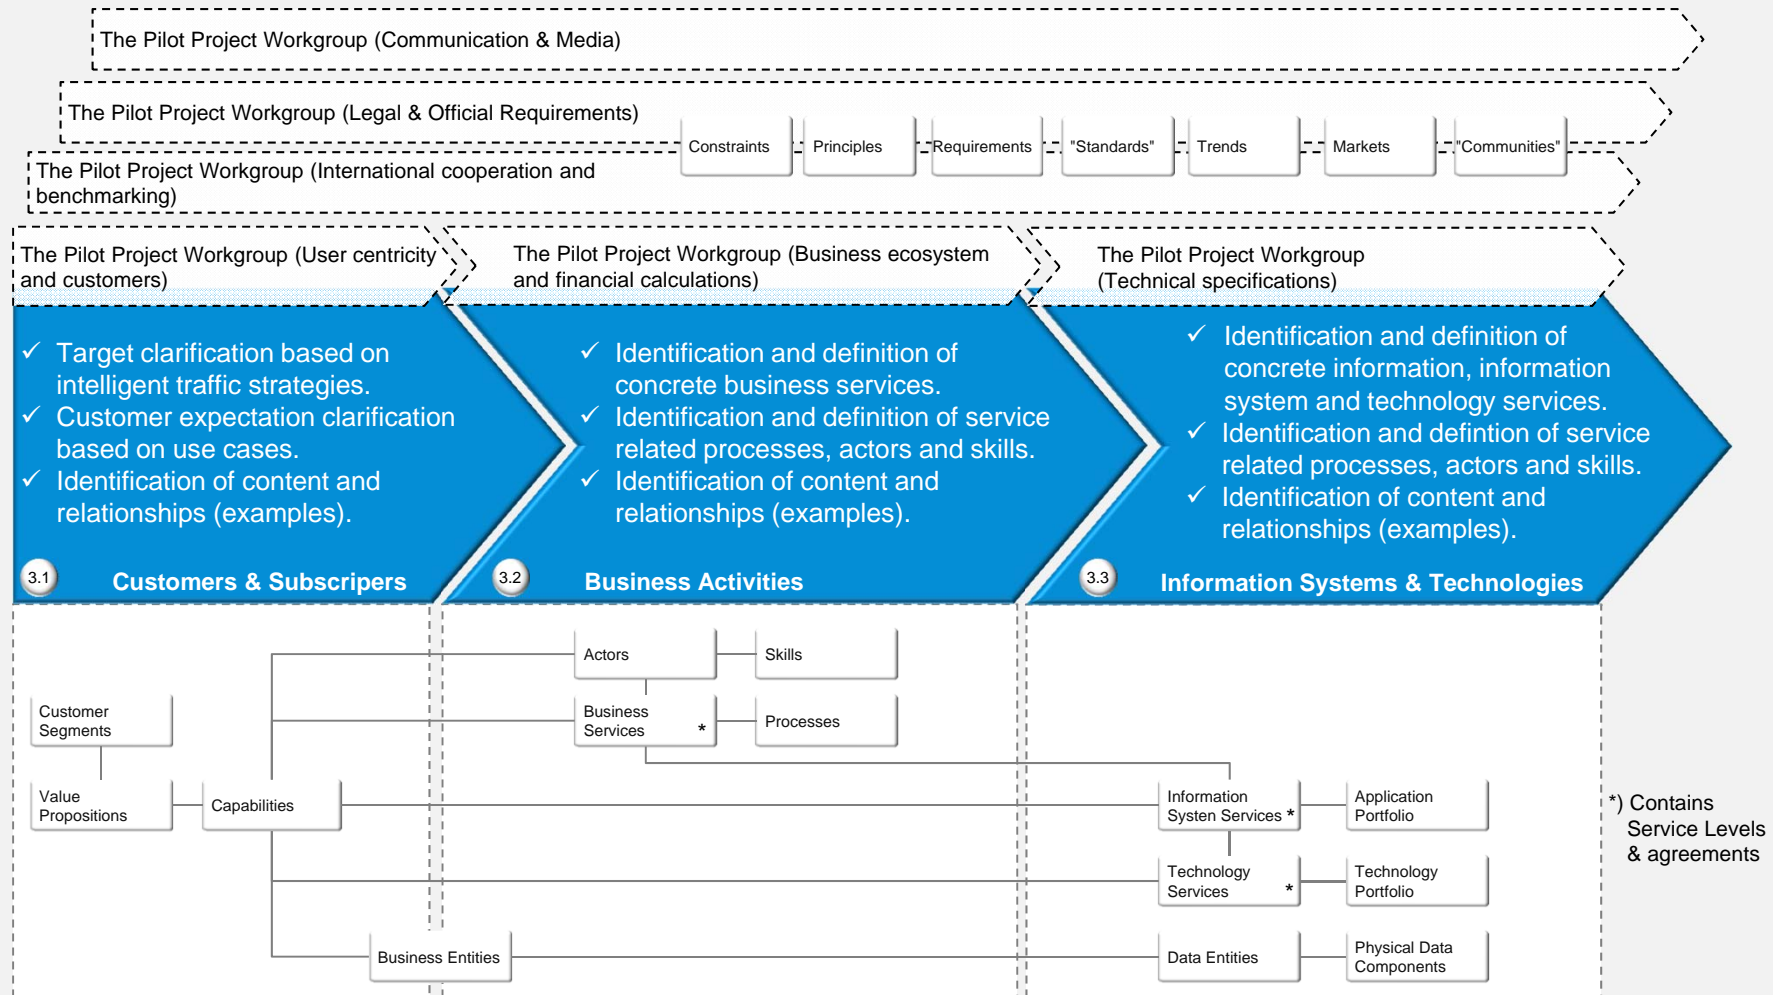 The Pilot Project Workgroup (Communication & Media)
The Pilot Project Workgroup (Legal & Official Requirements)
Constraints
Principles
Requirements
"Standards"
Trends
Markets
"Communities"
The Pilot Project Workgroup (International cooperation and
benchmarking)
The Pilot Project Workgroup (User centricity
and customers)
The Pilot Project Workgroup (Business ecosystem
and financial calculations)
The Pilot Project Workgroup
(Technical specifications)
✓ Target clarification based on
intelligent traffic strategies.
✓ Customer expectation clarification
based on use cases.
✓ Identification of content and
relationships (examples).
3.1
Customers & Subscripers
✓ Identification and definition of
concrete business services.
✓ Identification and definition of service
related processes, actors and skills.
✓ Identification of content and
relationships (examples).
3.2
Business Activities
✓ Identification and definition of
concrete information, information
system and technology services.
✓ Identification and defintion of service
related processes, actors and skills.
✓ Identification of content and
relationships (examples).
3.3
Information Systems & Technologies
Actors
Skills
Customer
Segments
Business
Services *
Processes
Value
Propositions
Capabilities
Information
Systen Services *
Application
Portfolio
*) Contains
Service Levels
& agreements
Technology
Services *
Technology
Portfolio
Business Entities
Data Entities
Physical Data
Components